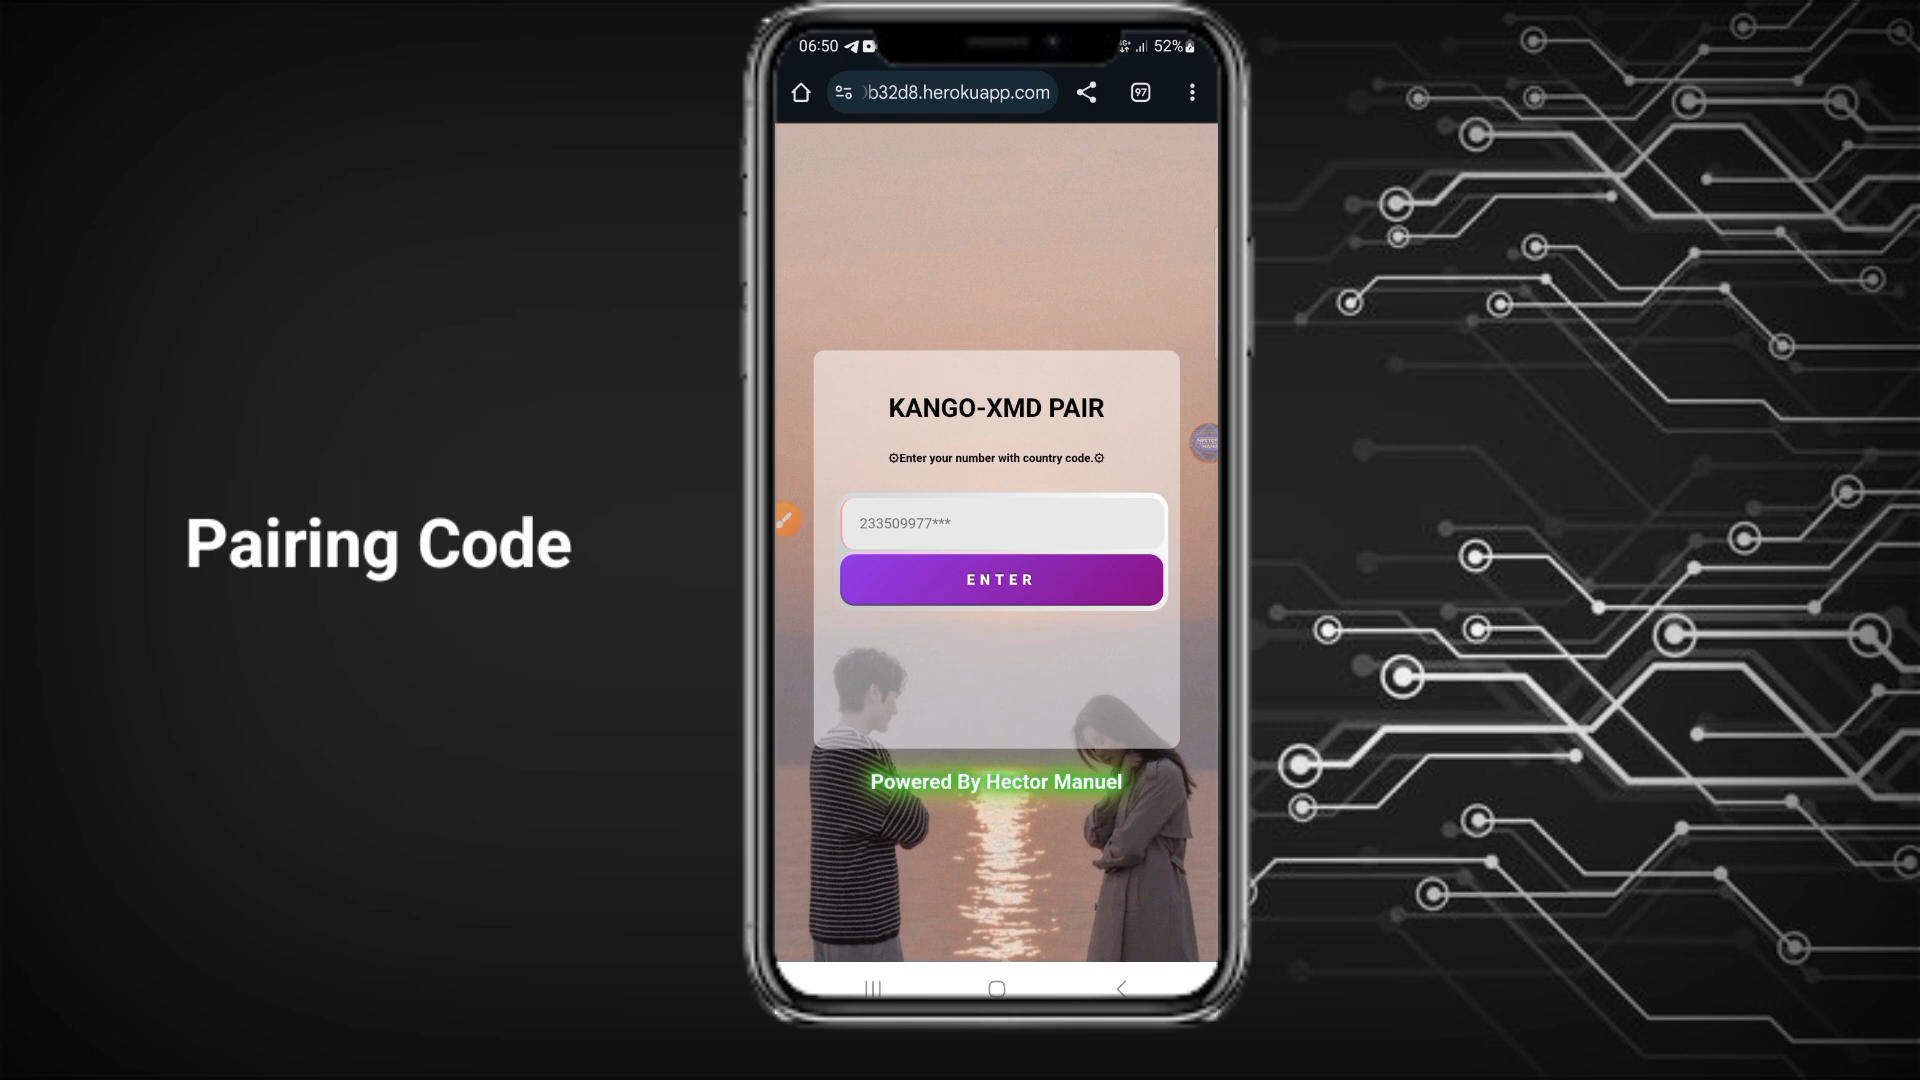 Pairing Code
06:50
52%
b32d8.herokuapp.com
97
KANGO-XMD PAIR
⚙Enter your number with country code.⚙
233509977***
ENTER
Powered By Hector Manuel